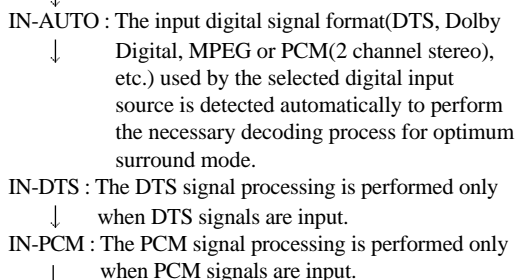 IN-AUTO : The input digital signal format(DTS, Dolby
Digital, MPEG or PCM(2 channel stereo),
etc.) used by the selected digital input
source is detected automatically to perform
the necessary decoding process for optimum
surround mode.
IN-DTS : The DTS signal processing is performed only
when DTS signals are input.
IN-PCM : The PCM signal processing is performed only
when PCM signals are input.